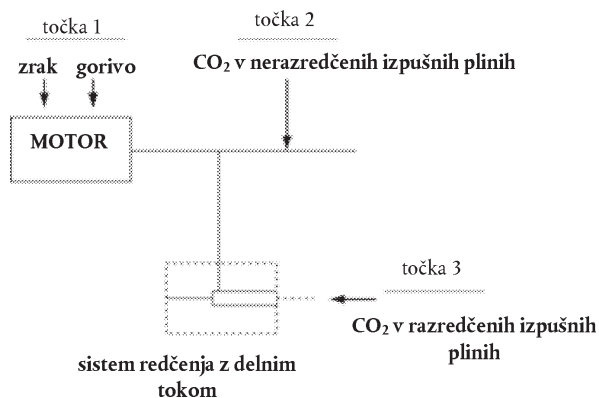 točka 1
točka 2
zrak gorivo
CO₂ v nerazredčenih izpušnih plinih
MOTOR
točka 3
CO₂ v razredčenih izpušnih
plinih
sistem redčenja z delnim
tokom